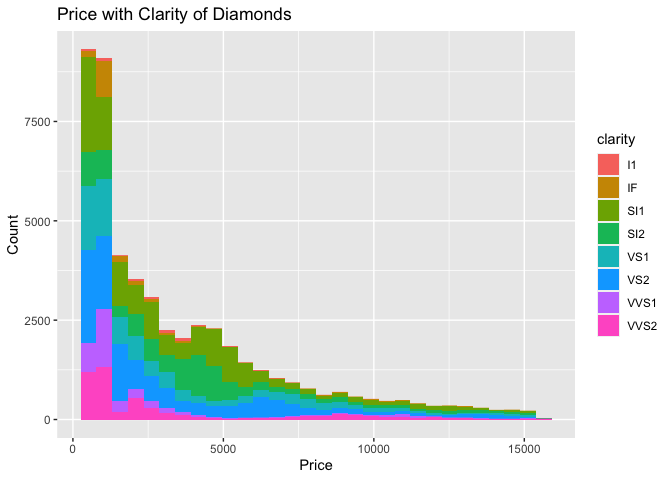 Price with Clarity of Diamonds
7500
5000
2500
0
Count
0 5000 10000 15000
Price
clarity
I1
IF
SI1
SI2
VS1
VS2
VVS1
VVS2